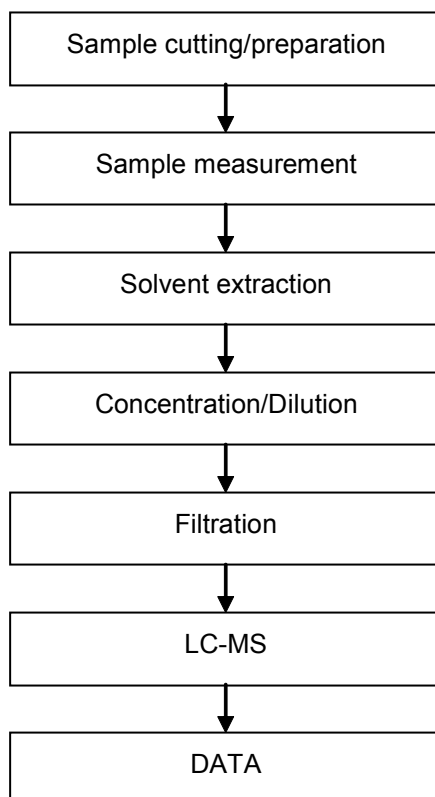 Sample cutting/preparation
Sample measurement
Solvent extraction
Concentration/Dilution
Filtration
LC-MS
DATA